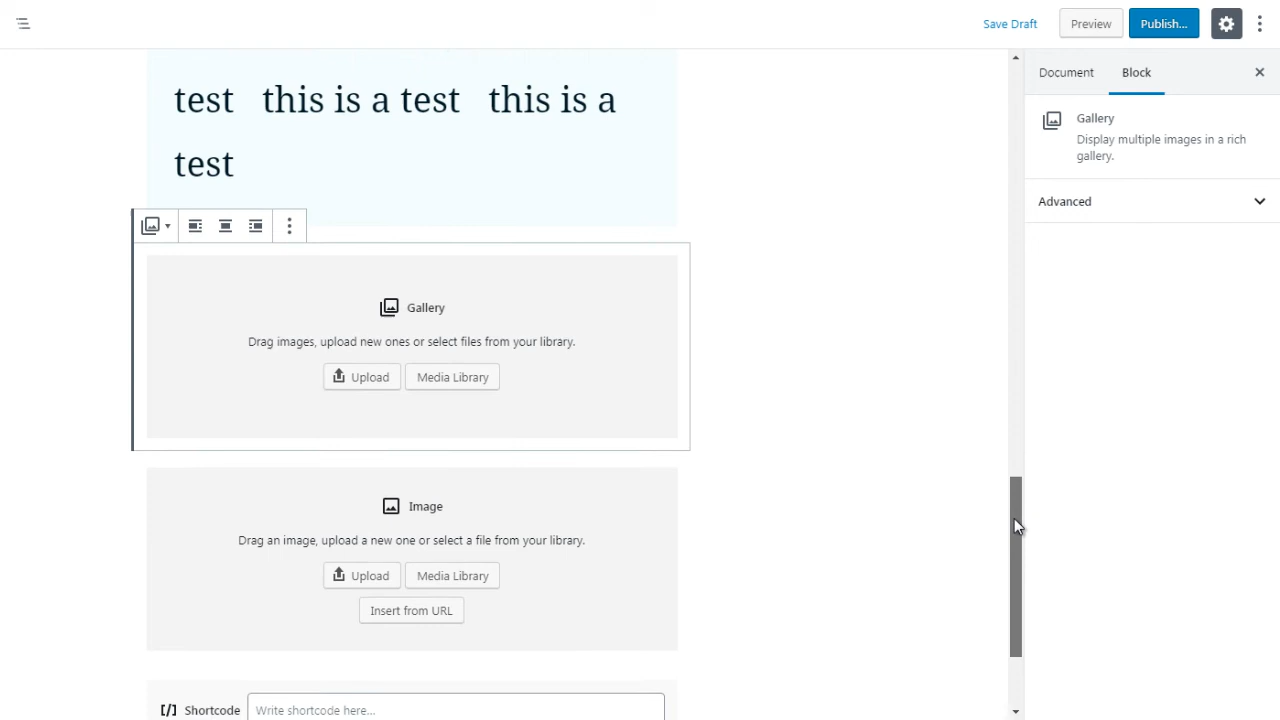 Save Draft Preview Publish...
Document Block
test this is a test this is a
test
Gallery
Display multiple images in a rich
gallery.
Advanced
Gallery
Drag images, upload new ones or select files from your library.
Upload Media Library
Image
Drag an image, upload a new one or select a file from your library.
Upload Media Library
Insert from URL
[/] Shortcode Write shortcode here...